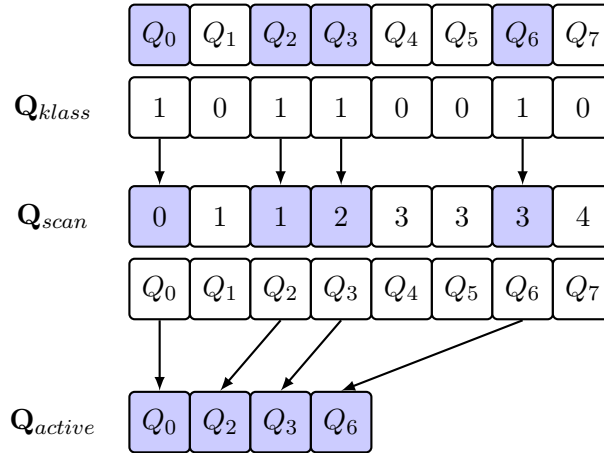 Q0 Q1 Q2 Q3 Q4 Q5 Q6 Q7
Qklass 1 0 1 1 0 0 1 0
Qscan 0 1 1 2 3 3 3 4
Q0 Q1 Q2 Q3 Q4 Q5 Q6 Q7
Qactive Q0 Q2 Q3 Q6